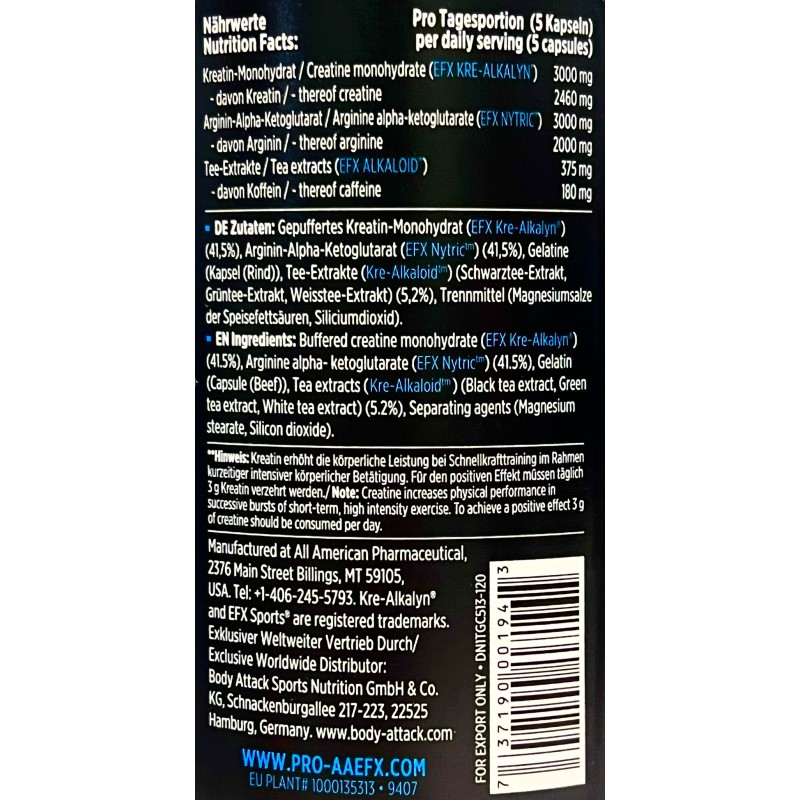 Nährwerte
Nutrition Facts:
Pro Tagesportion (5 Kapseln)
per daily serving (5 capsules)
Kreatin-Monohydrat / Creatine monohydrate (EFX KRE-ALKALYN®) 3000 mg
- davon Kreatin / - thereof creatine 2460 mg
Arginin-Alpha-Ketoglutarat / Arginine alpha-ketoglutarate (EFX NYTRIC™) 3000 mg
- davon Arginin / - thereof arginine 2000 mg
Tee-Extrakte / Tea extracts (EFX ALKALOID™) 375 mg
- davon Koffein / - thereof caffeine 180 mg
▪ DE Zutaten: Gepuffertes Kreatin-Monohydrat (EFX Kre-Alkalyn®)
(41,5%), Arginin-Alpha-Ketoglutarat (EFX Nytric™) (41,5%), Gelatine
(Kapsel (Rind)), Tee-Extrakte (Kre-Alkaloid™) (Schwarztee-Extrakt,
Grüntee-Extrakt, Weisstee-Extrakt) (5,2%), Trennmittel (Magnesiumsalze
der Speisefettsäuren, Siliciumdioxid).
▪ EN Ingredients: Buffered creatine monohydrate (EFX Kre-Alkalyn®)
(41.5%), Arginine alpha- ketoglutarate (EFX Nytric™) (41.5%), Gelatin
(Capsule (Beef)), Tea extracts ( Kre-Alkaloid™ ) (Black tea extract, Green
tea extract, White tea extract) (5.2%), Separating agents (Magnesium
stearate, Silicon dioxide).
**Hinweis: Kreatin erhöht die körperliche Leistung bei Schnellkrafttraining im Rahmen
kurzeitiger intensiver körperlicher Betätigung. Für den positiven Effekt müssen täglich
3 g Kreatin verzehrt werden./ Note: Creatine increases physical performance in
successive bursts of short-term, high intensity exercise. To achieve a positive effect 3 g
of creatine should be consumed per day.
Manufactured at All American Pharmaceutical,
2376 Main Street Billings, MT 59105,
USA. Tel: +1-406-245-5793. Kre-Alkalyn®
and EFX Sports® are registered trademarks.
Exklusiver Weltweiter Vertrieb Durch/
Exclusive Worldwide Distributor:
Body Attack Sports Nutrition GmbH & Co.
KG, Schnackenburgallee 217-223, 22525
Hamburg, Germany. www.body-attack.com
WWW.PRO-AAEFX.COM
EU PLANT# 1000135313 • 9407
FOR EXPORT ONLY • DN1TGC513-120
7 37190 00194 3